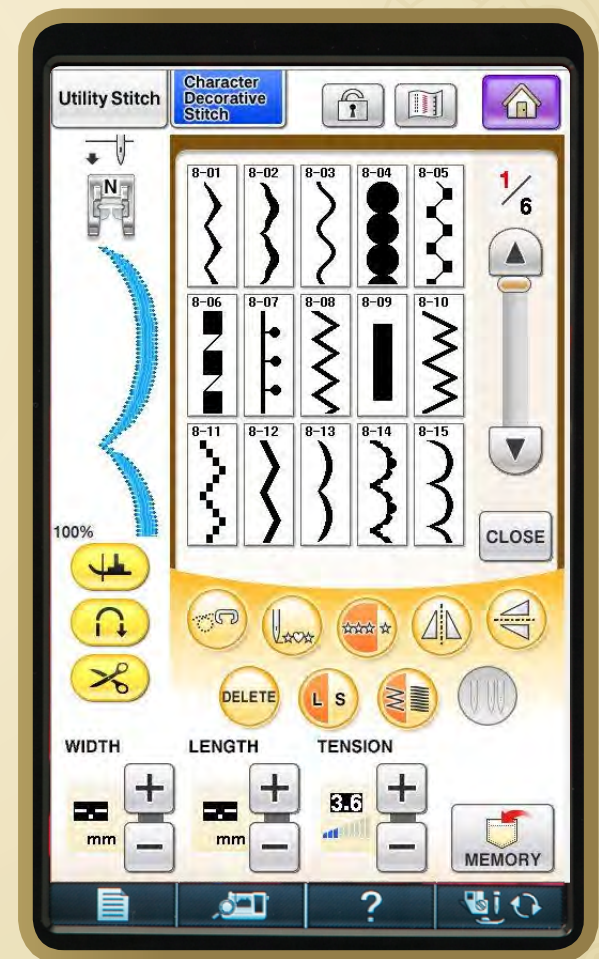 Utility Stitch
Character
Decorative
Stitch
N
8-01 8-02 8-03 8-04 8-05
1/6
8-06 8-07 8-08 8-09 8-10
8-11 8-12 8-13 8-14 8-15
100%
CLOSE
DELETE
L S
WIDTH LENGTH TENSION
3.6
mm mm
MEMORY
?